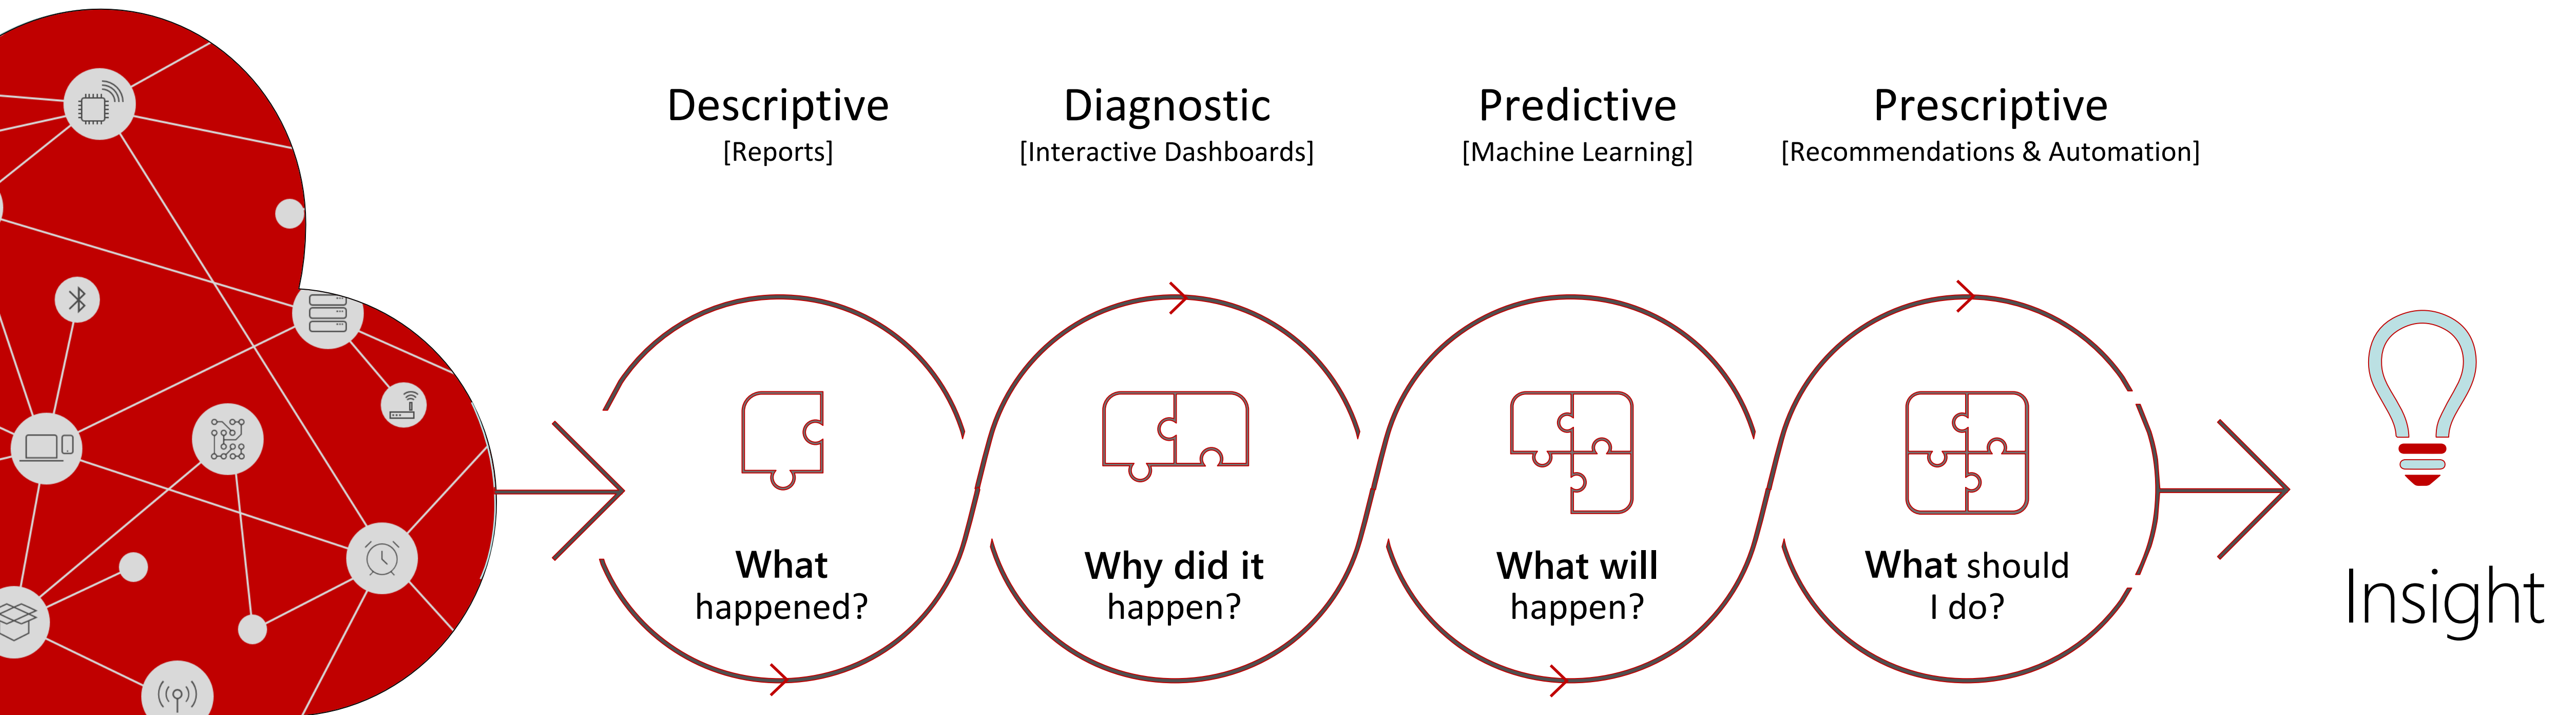 Descriptive
[Reports]
Diagnostic
[Interactive Dashboards]
Predictive
[Machine Learning]
Prescriptive
[Recommendations & Automation]
What
happened?
Why did it
happen?
What will
happen?
What should
I do?
Insight